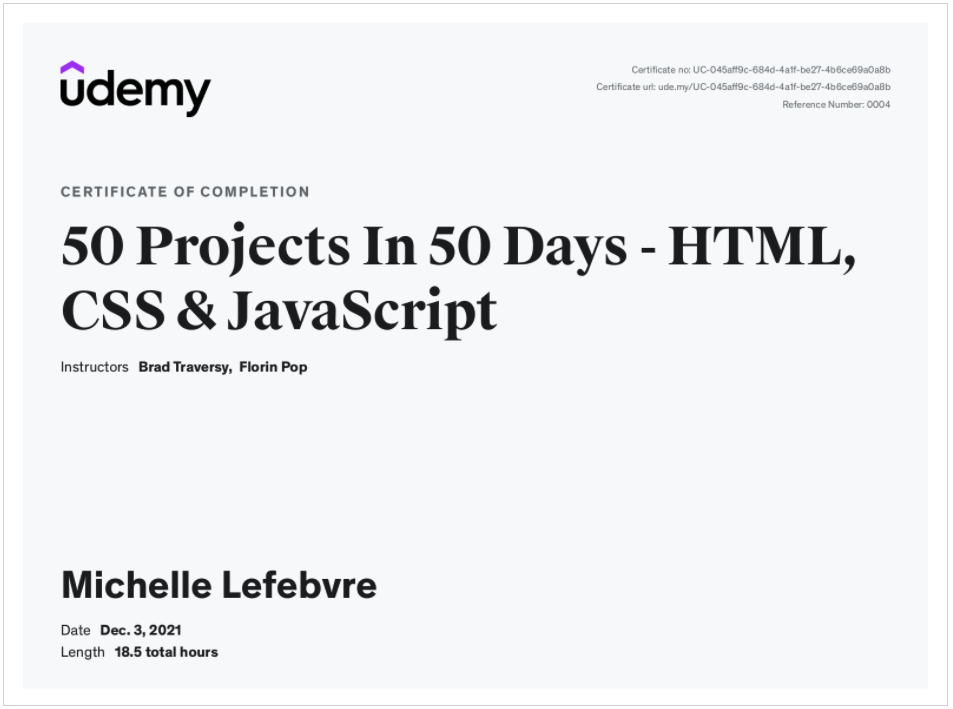 udemy
Certificate no: UC-045aff9c-684d-4a1f-be27-4b6ce69a0a8b
Certificate url: ude.my/UC-045aff9c-684d-4a1f-be27-4b6ce69a0a8b
Reference Number: 0004
CERTIFICATE OF COMPLETION
50 Projects In 50 Days - HTML,
CSS & JavaScript
Instructors Brad Traversy, Florin Pop
Michelle Lefebvre
Date Dec. 3, 2021
Length 18.5 total hours